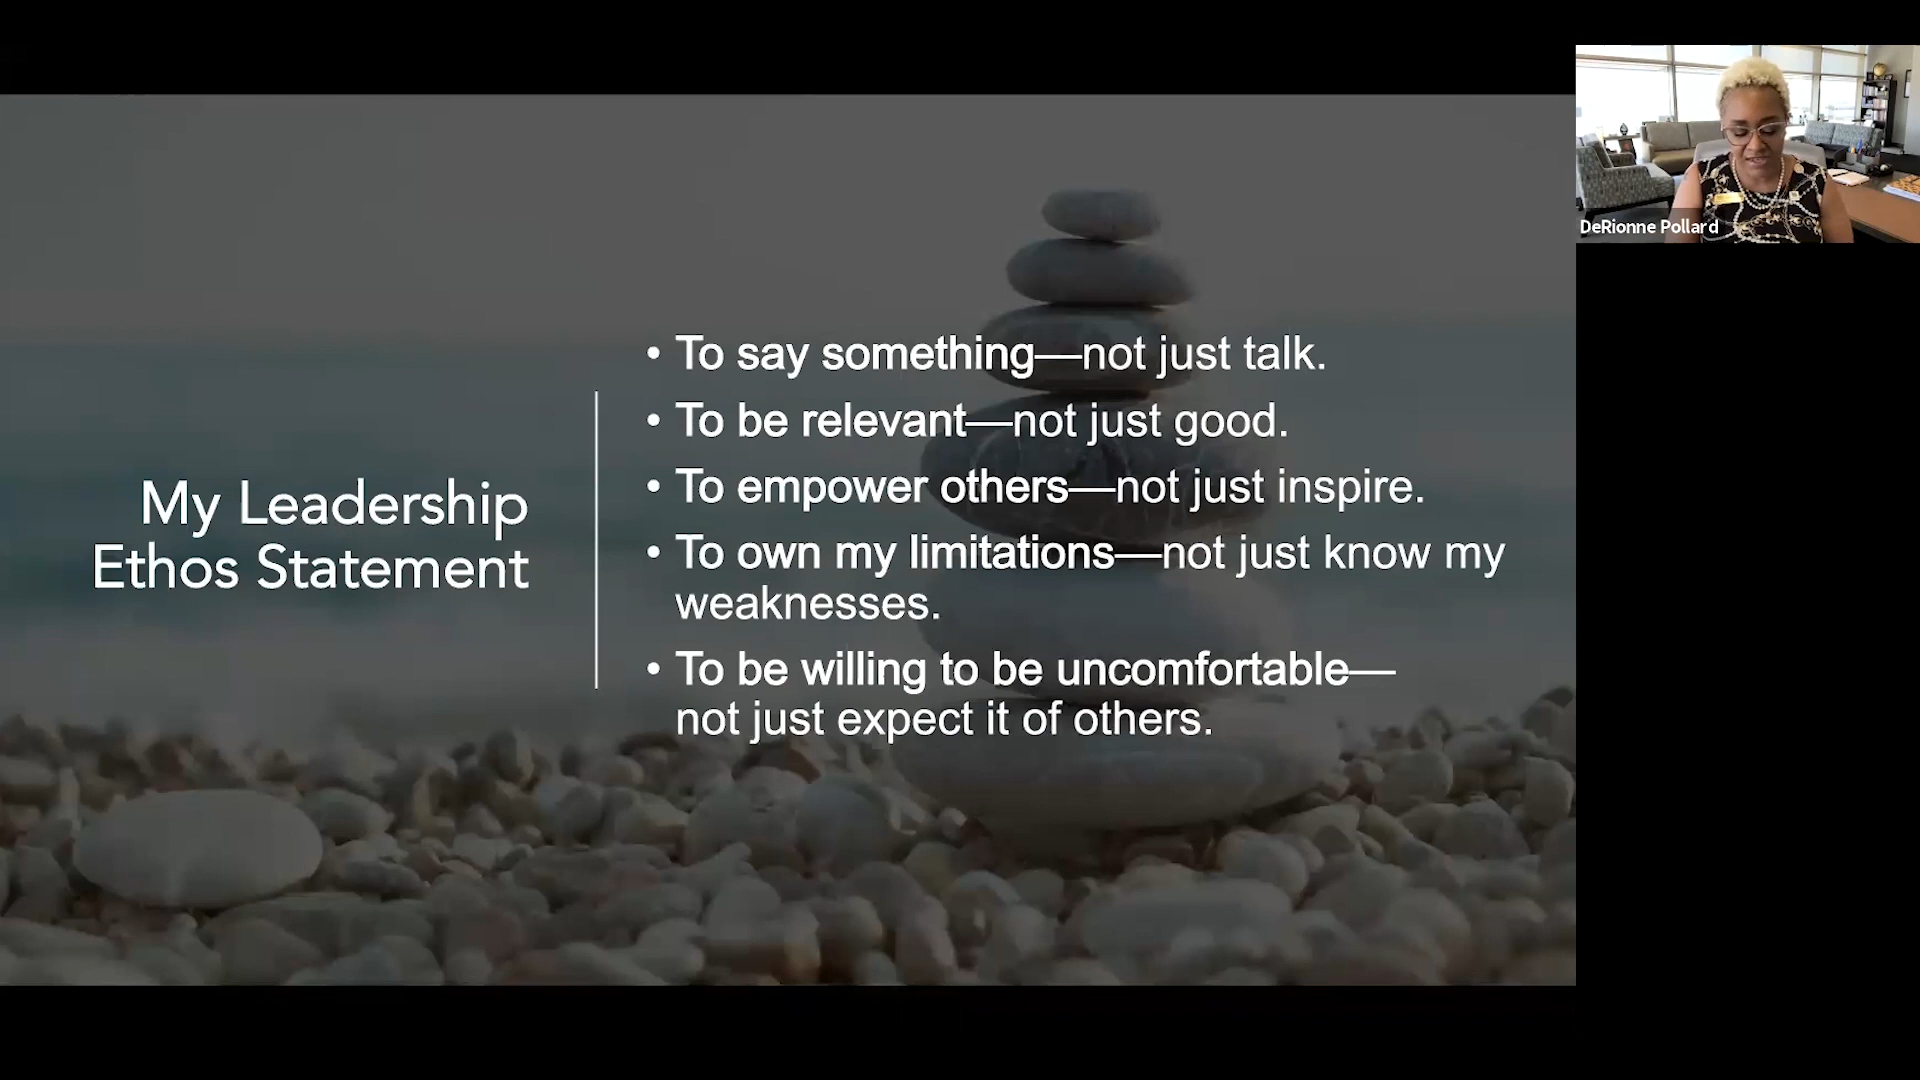 My Leadership
Ethos Statement
• To say something—not just talk.
• To be relevant—not just good.
• To empower others—not just inspire.
• To own my limitations—not just know my
weaknesses.
• To be willing to be uncomfortable—
not just expect it of others.
DeRionne Pollard